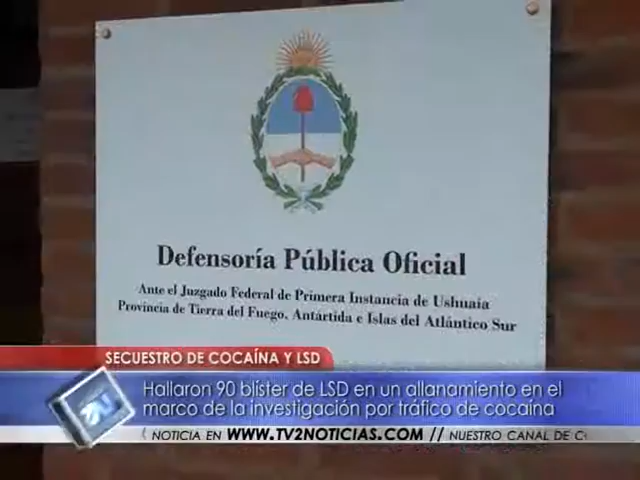 Defensoría Pública Oficial
Ante el Juzgado Federal de Primera Instancia de Ushuaia
Provincia de Tierra del Fuego, Antártida e Islas del Atlántico Sur
SECUESTRO DE COCAÍNA Y LSD
Hallaron 90 blíster de LSD en un allanamiento en el
marco de la investigación por tráfico de cocaína
NOTICIA EN WWW.TV2NOTICIAS.COM // NUESTRO CANAL DE